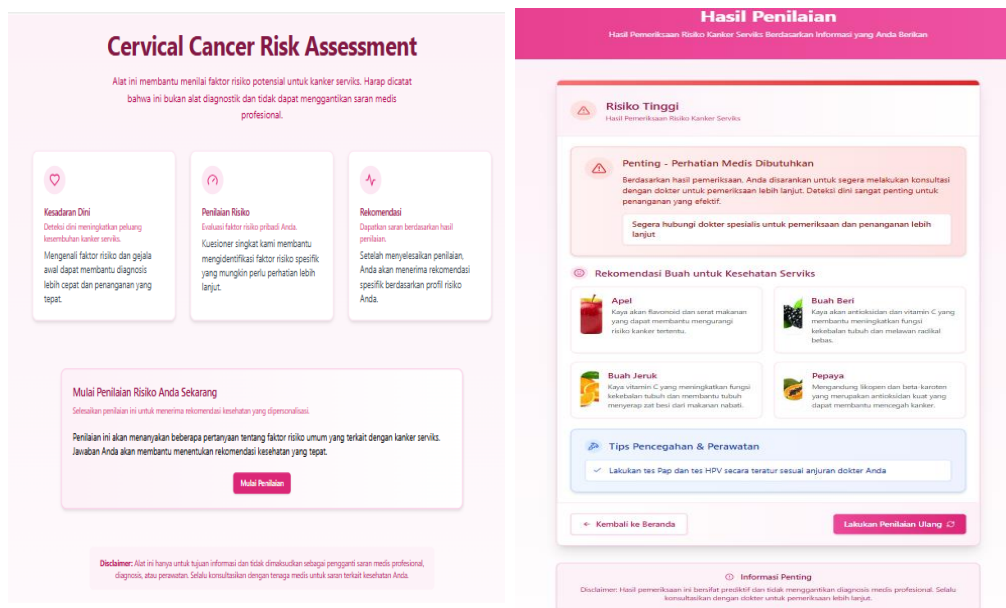 Cervical Cancer Risk Assessment
Alat ini membantu menilai faktor risiko potensial untuk kanker serviks. Harap dicatat
bahwa ini bukan alat diagnostik dan tidak dapat menggantikan saran medis
profesional.
Kesadaran Dini
Deteksi dini meningkatkan peluang
kesembuhan kanker serviks.
Mengenali faktor risiko dan gejala
awal dapat membantu diagnosis
lebih cepat dan penanganan yang
tepat.
Penilaian Risiko
Evaluasi faktor risiko pribadi Anda.
Kuesioner singkat kami membantu
mengidentifikasi faktor risiko spesifik
yang mungkin perlu perhatian lebih
lanjut.
Rekomendasi
Dapatkan saran berdasarkan hasil
penilaian.
Setelah menyelesaikan penilaian,
Anda akan menerima rekomendasi
spesifik berdasarkan profil risiko
Anda.
Mulai Penilaian Risiko Anda Sekarang
Selesaikan penilaian ini untuk menerima rekomendasi kesehatan yang dipersonalisasi.
Penilaian ini akan menanyakan beberapa pertanyaan tentang faktor risiko umum yang terkait dengan kanker serviks.
Jawaban Anda akan membantu menentukan rekomendasi kesehatan yang tepat.
Mulai Penilaian
Disclaimer: Alat ini hanya untuk tujuan informasi dan tidak dimaksudkan sebagai pengganti saran medis profesional,
diagnosis, atau perawatan. Selalu konsultasikan dengan tenaga medis untuk saran terkait kesehatan Anda.
Hasil Penilaian
Hasil Pemeriksaan Risiko Kanker Serviks Berdasarkan Informasi yang Anda Berikan
Risiko Tinggi
Hasil Pemeriksaan Risiko Kanker Serviks
Penting - Perhatian Medis Dibutuhkan
Berdasarkan hasil pemeriksaan. Anda disarankan untuk segera melakukan konsultasi
dengan dokter untuk pemeriksaan lebih lanjut. Deteksi dini sangat penting untuk
penanganan yang efektif.
Segera hubungi dokter spesialis untuk pemeriksaan dan penanganan lebih
lanjut
Rekomendasi Buah untuk Kesehatan Serviks
Apel
Kaya akan flavonoid dan serat makanan
yang dapat membantu mengurangi
risiko kanker tertentu.
Buah Beri
Kaya akan antioksidan dan vitamin C yang
membantu meningkatkan fungsi
kekebalan tubuh dan melawan radikal
bebas.
Buah Jeruk
Kaya vitamin C yang meningkatkan fungsi
kekebalan tubuh dan membantu tubuh
menyerap zat besi dari makanan nabati.
Pepaya
Mengandung likopen dan beta-karoten
yang merupakan antioksidan kuat yang
dapat membantu mencegah kanker.
Tips Pencegahan & Perawatan
Lakukan tes Pap dan tes HPV secara teratur sesuai anjuran dokter Anda
Kembali ke Beranda
Lakukan Penilaian Ulang
Informasi Penting
Disclaimer: Hasil pemeriksaan ini bersifat prediktif dan tidak menggantikan diagnosis medis profesional. Selalu
konsultasikan dengan dokter untuk pemeriksaan lebih lanjut.